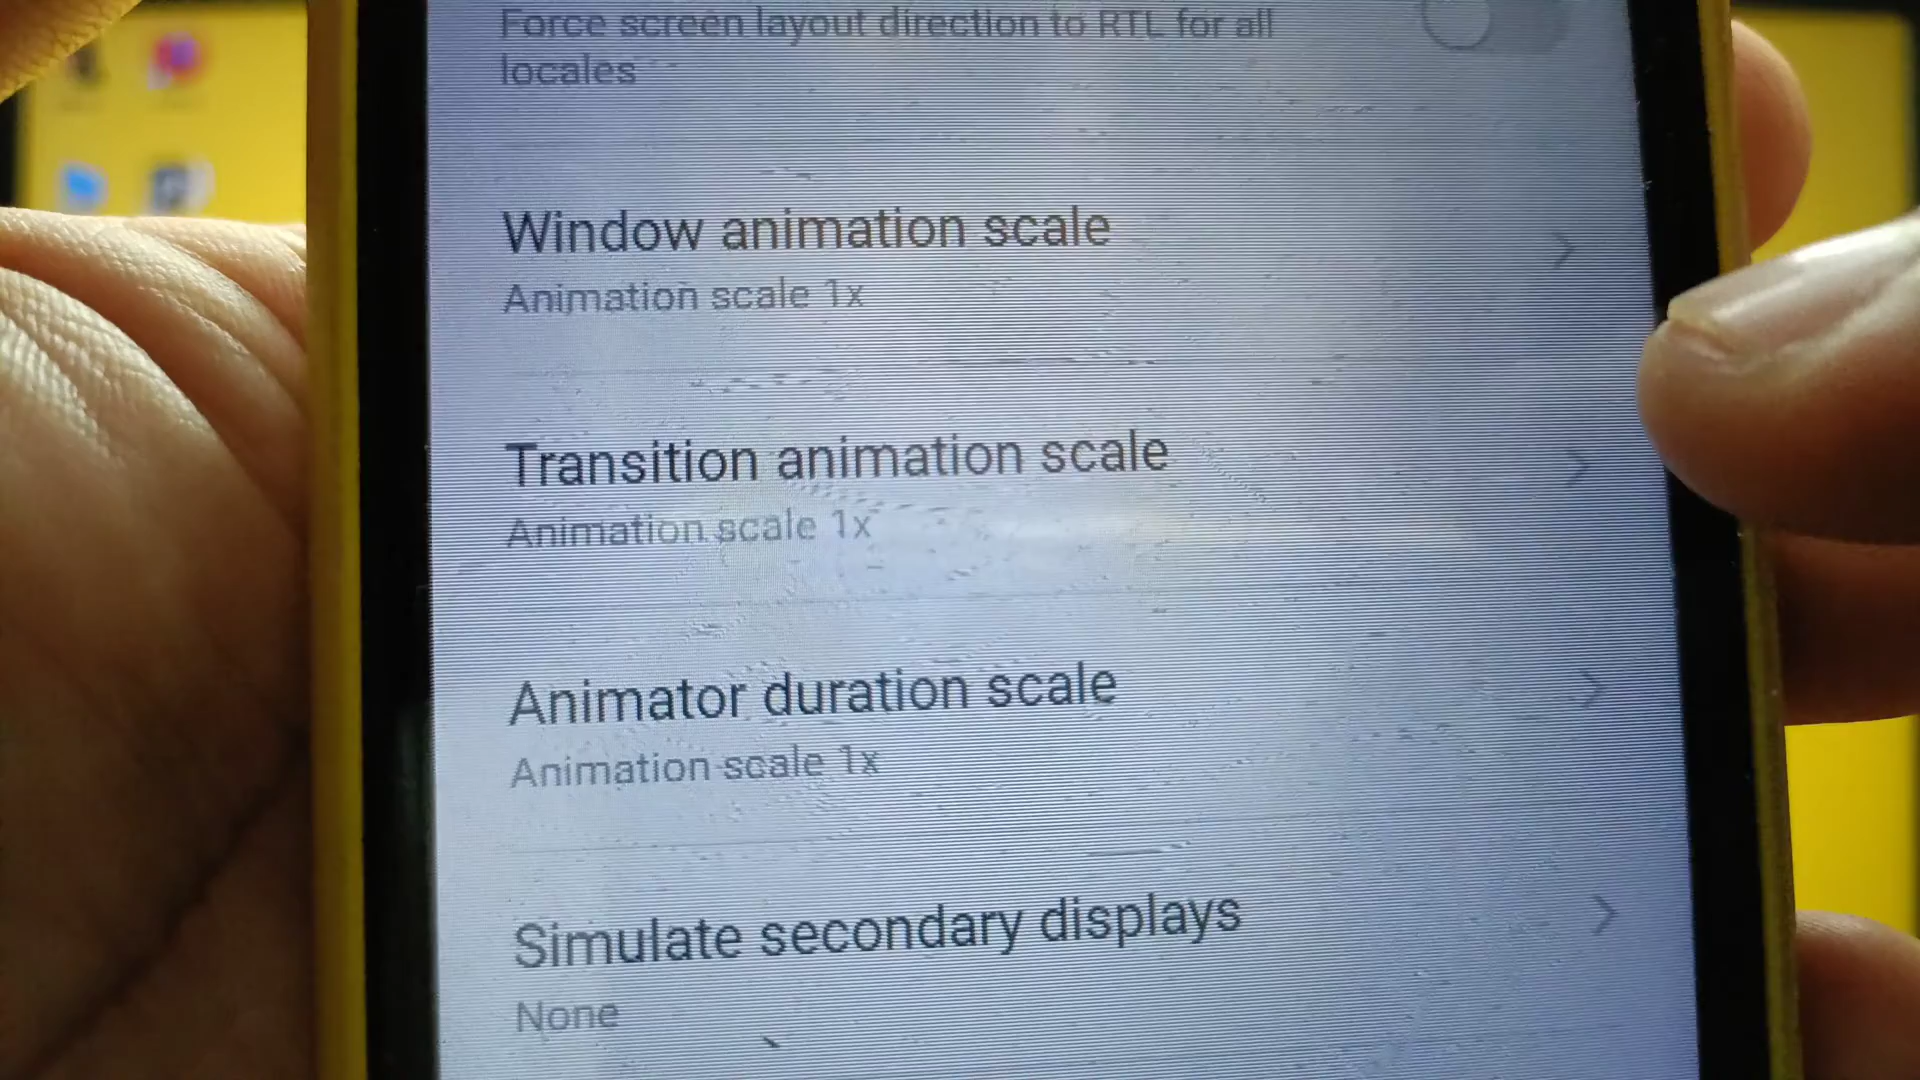 Force screen layout direction to RTL for all
locales
Window animation scale
Animation scale 1x
Transition animation scale
Animation scale 1x
Animator duration scale
Animation scale 1x
Simulate secondary displays
None